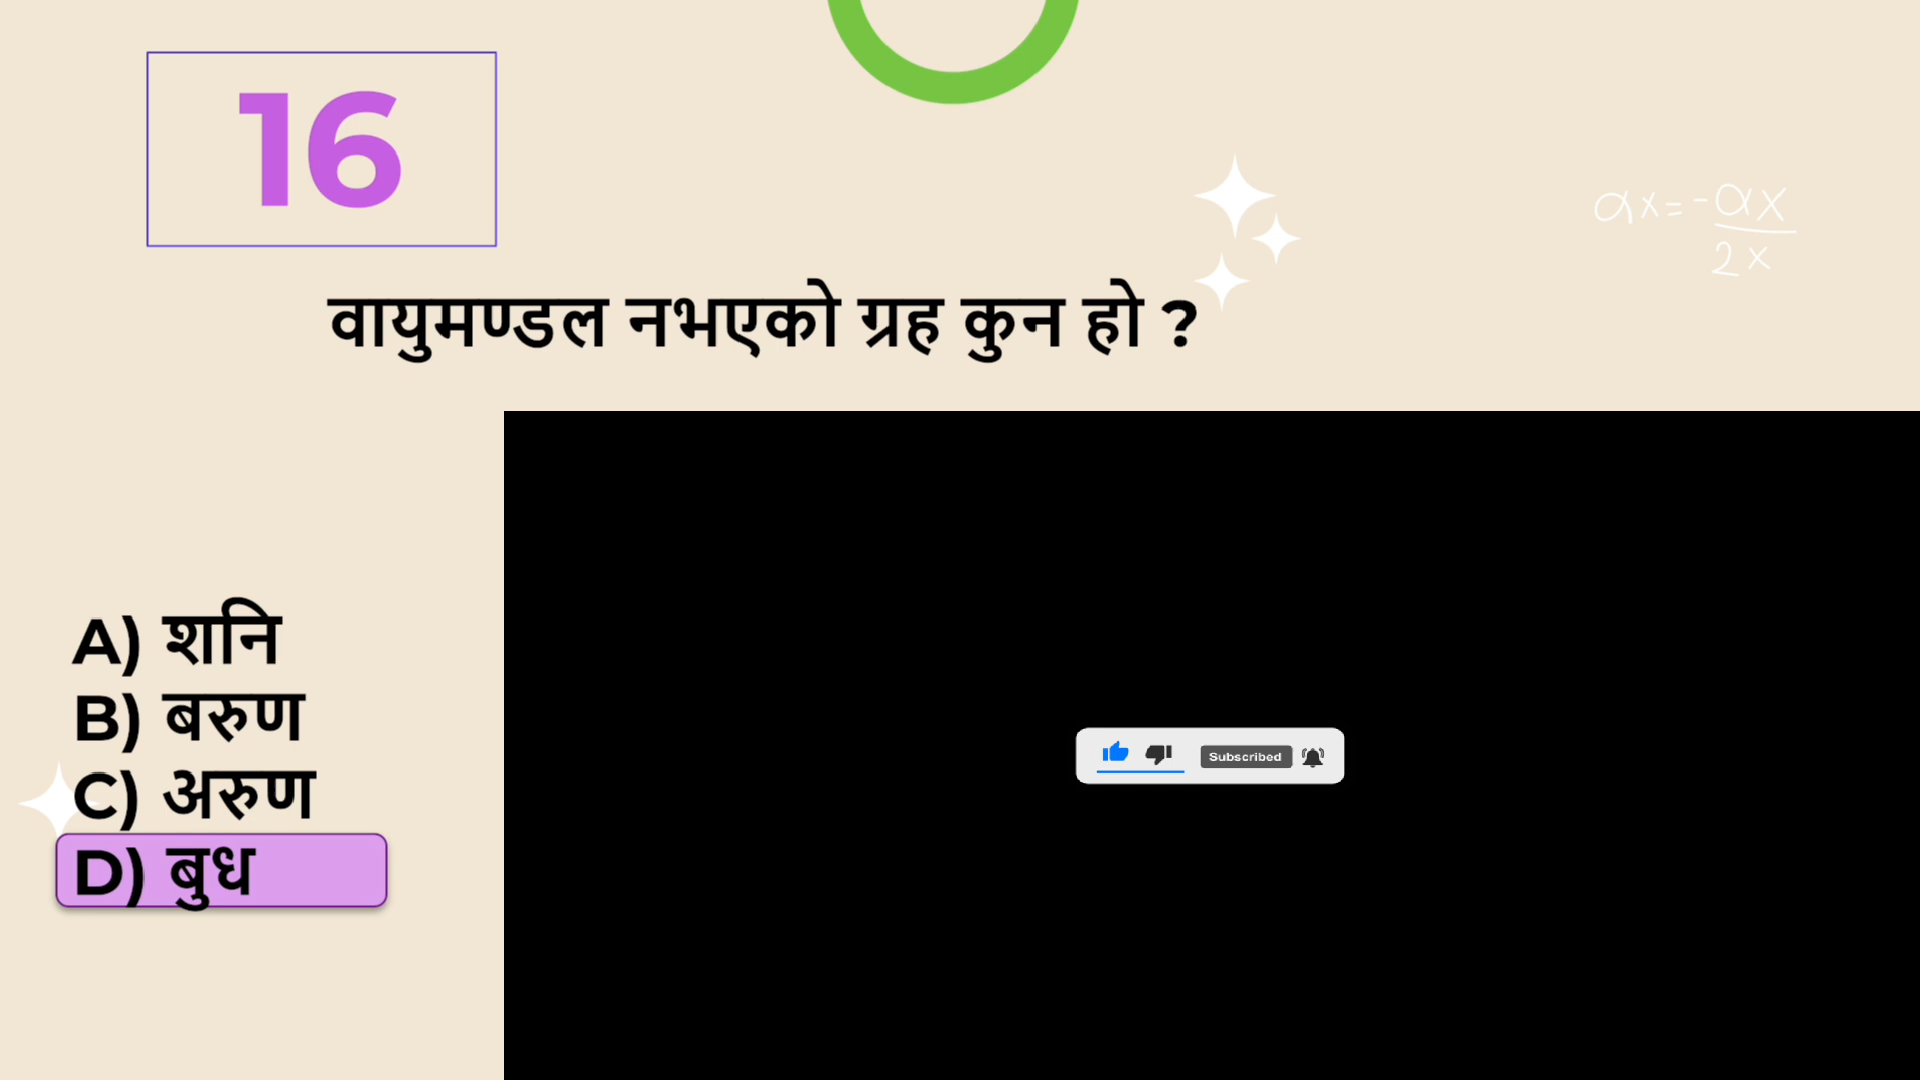 16
αx=-αx
2x
वायुमण्डल नभएको ग्रह कुन हो ?
A) शनि
B) बरुण
C) अरुण
D) बुध
Subscribed